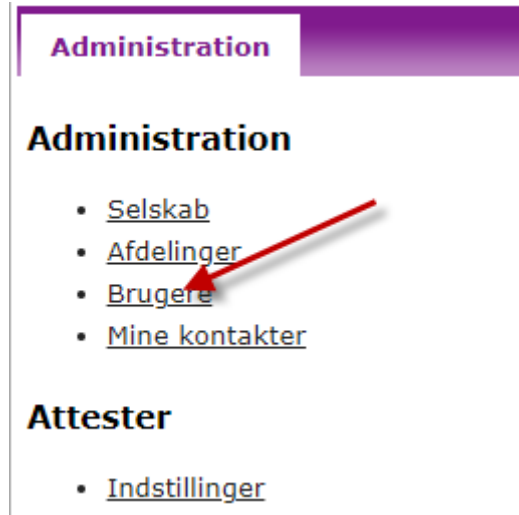 Administration
Administration
Selskab
Afdelinger
Brugere
Mine kontakter
Attester
Indstillinger